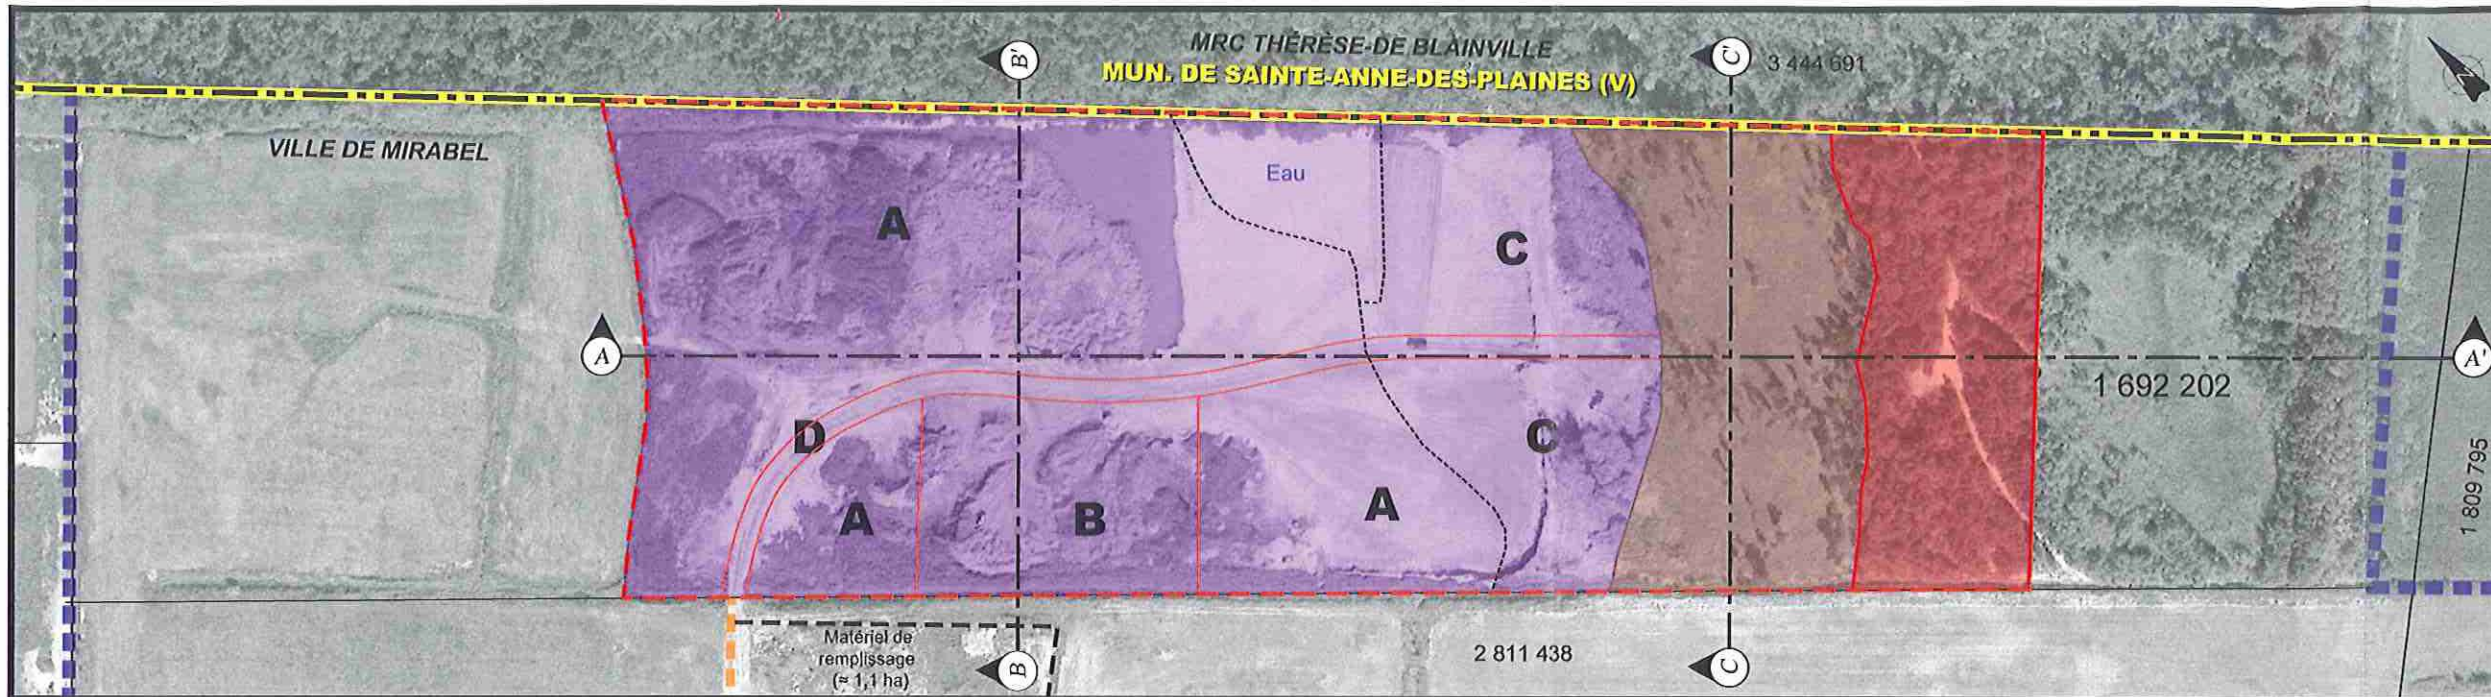 MRC THÉRÈSE-DE BLAINVILLE
MUN. DE SAINTE-ANNE-DES-PLAINES (V)
B'
C'
3 444 691
N
VILLE DE MIRABEL
Eau
A
C
A
A'
1 692 202
D
C
A
B
A
1 809 795
Matériel de
remplissage
(≈ 1,1 ha)
B
2 811 438
C